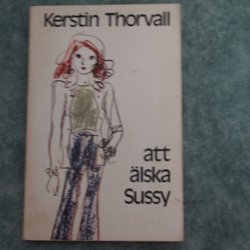 Kerstin Thorvall
att
älska
Sussy